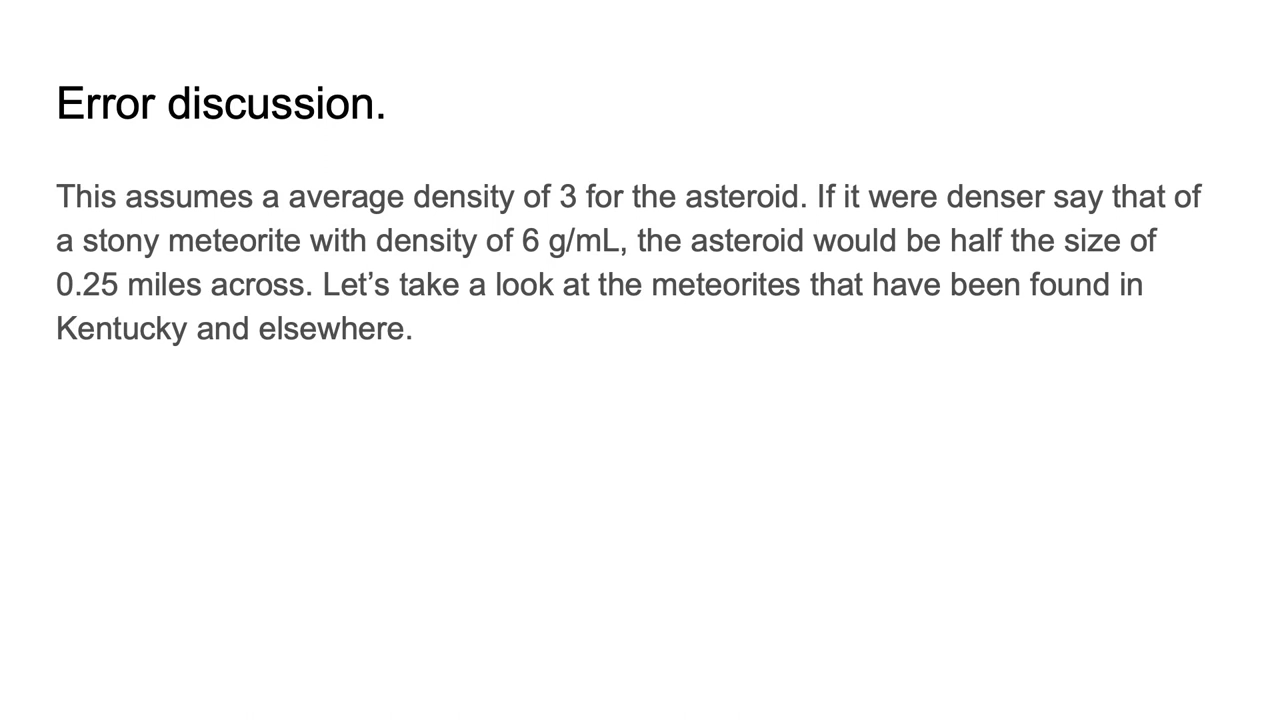 Error discussion.
This assumes a average density of 3 for the asteroid. If it were denser say that of
a stony meteorite with density of 6 g/mL, the asteroid would be half the size of
0.25 miles across. Let’s take a look at the meteorites that have been found in
Kentucky and elsewhere.